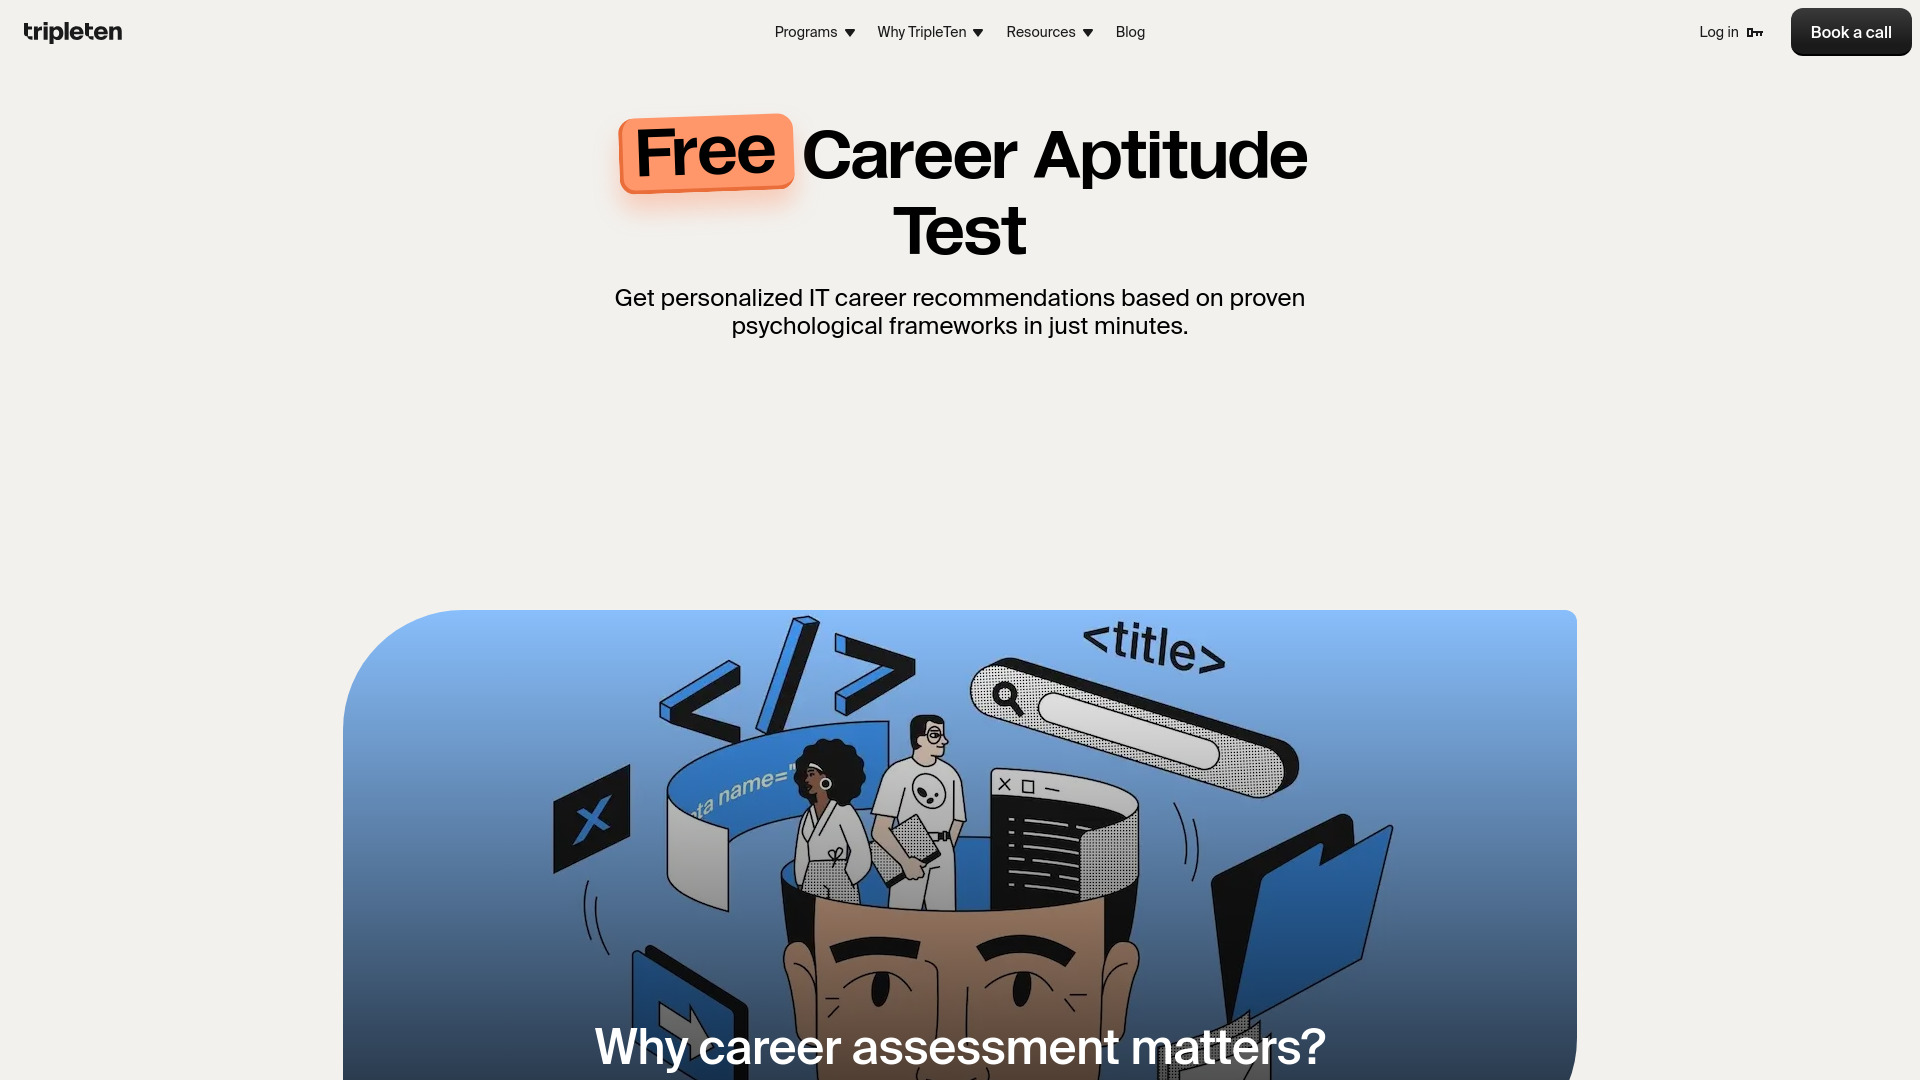 tripleten
Programs
Why TripleTen
Resources
Blog
Log in
Book a call
Free Career Aptitude
Test
Get personalized IT career recommendations based on proven
psychological frameworks in just minutes.
</>
<title>
ta name="
X
Why career assessment matters?